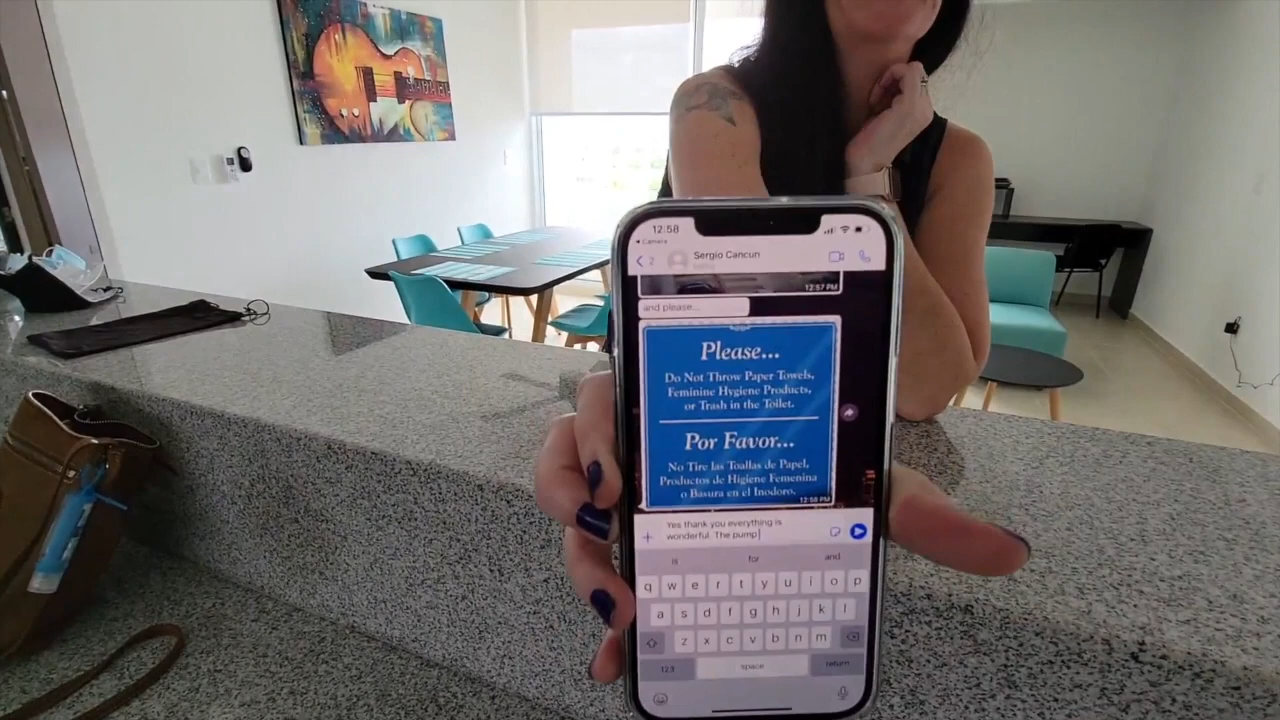 12:58
Camera
2
Sergio Cancun
12:57 PM
and please...
Please...
Do Not Throw Paper Towels,
Feminine Hygiene Products,
or Trash in the Toilet.
Por Favor...
No Tire las Toallas de Papel,
Productos de Higiene Femenina
o Basura en el Inodoro.
12:58 PM
Yes thank you everything is
wonderful. The pump
is for and
q w e r t y u i o p
a s d f g h j k l
z x c v b n m
123 space return